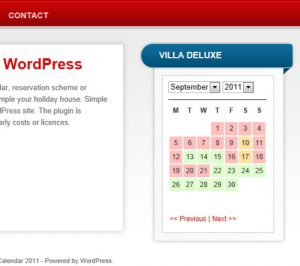 CONTACT
WordPress
dar, reservation scheme or
mple your holiday house. Simple
dPress site. The plugin is
arly costs or licences.
VILLA DELUXE
September 2011
M T W T F S S
1 2 3 4
5 6 7 8 9 10 11
12 13 14 15 16 17 18
19 20 21 22 23 24 25
26 27 28 29 30
<< Previous | Next >>
Calendar 2011 - Powered by WordPress